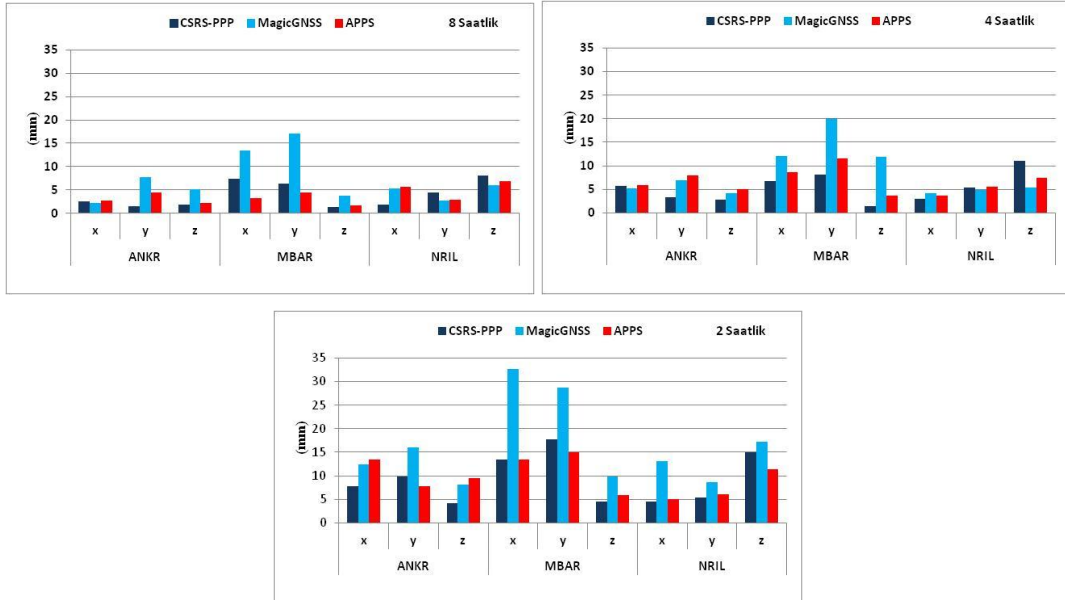 CSRS-PPP MagicGNSS APPS 8 Saatlik
35
30
25
20
15
10
5
0
(mm)
x y z x y z x y z
ANKR MBAR NRIL
CSRS-PPP MagicGNSS APPS 4 Saatlik
35
30
25
20
15
10
5
0
(mm)
x y z x y z x y z
ANKR MBAR NRIL
CSRS-PPP MagicGNSS APPS 2 Saatlik
35
30
25
20
15
10
5
0
(mm)
x y z x y z x y z
ANKR MBAR NRIL